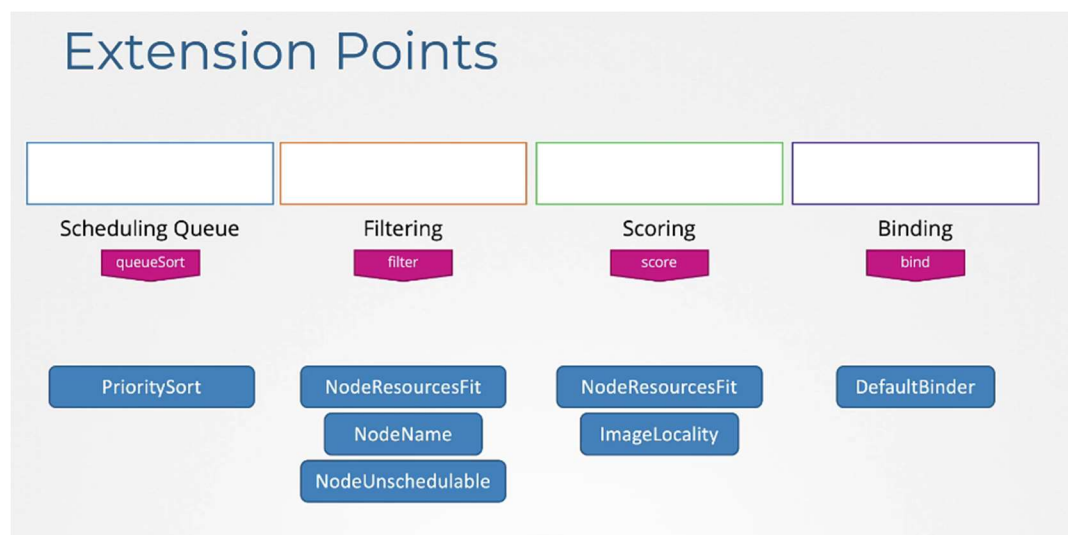 Extension Points
Scheduling Queue
Filtering
Scoring
Binding
queueSort
filter
score
bind
PrioritySort
NodeResourcesFit
NodeResourcesFit
DefaultBinder
NodeName
ImageLocality
NodeUnschedulable